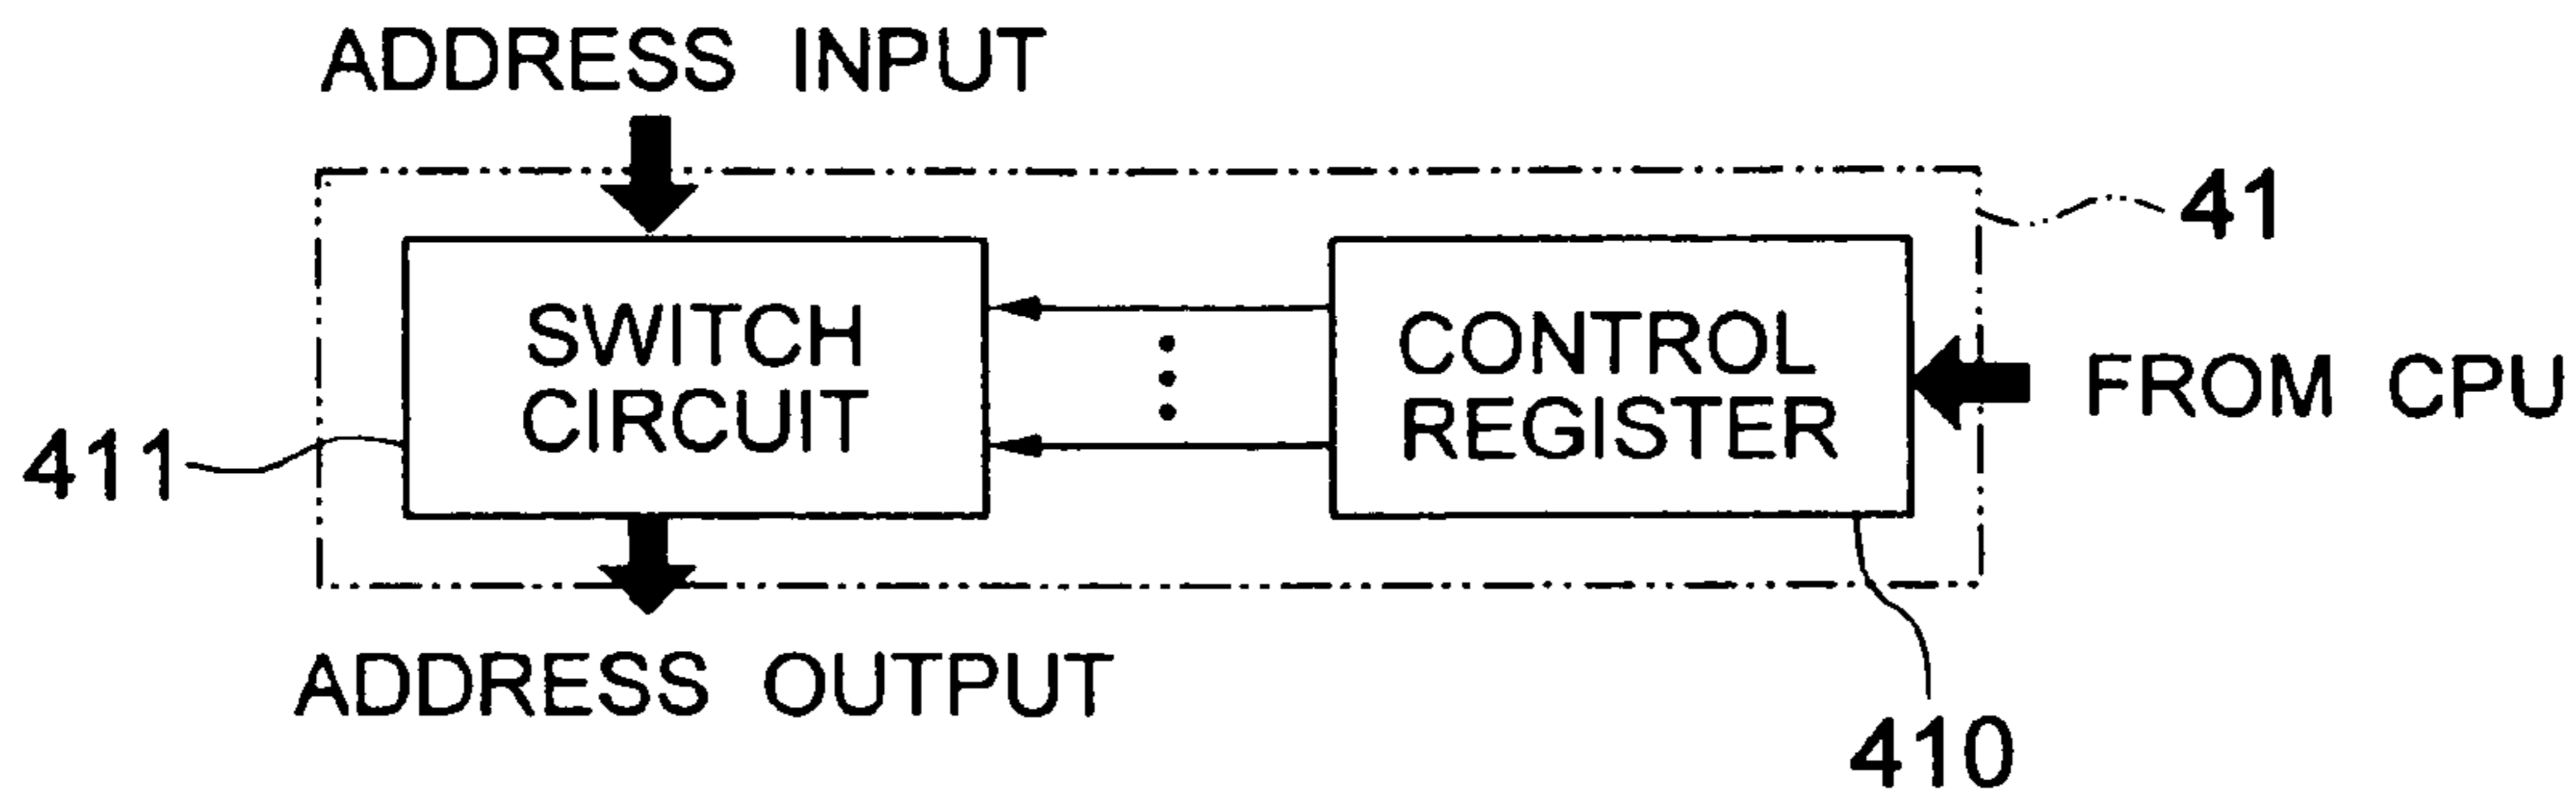 ADDRESS INPUT
41
SWITCH
CIRCUIT
CONTROL
REGISTER
FROM CPU
411
ADDRESS OUTPUT
410